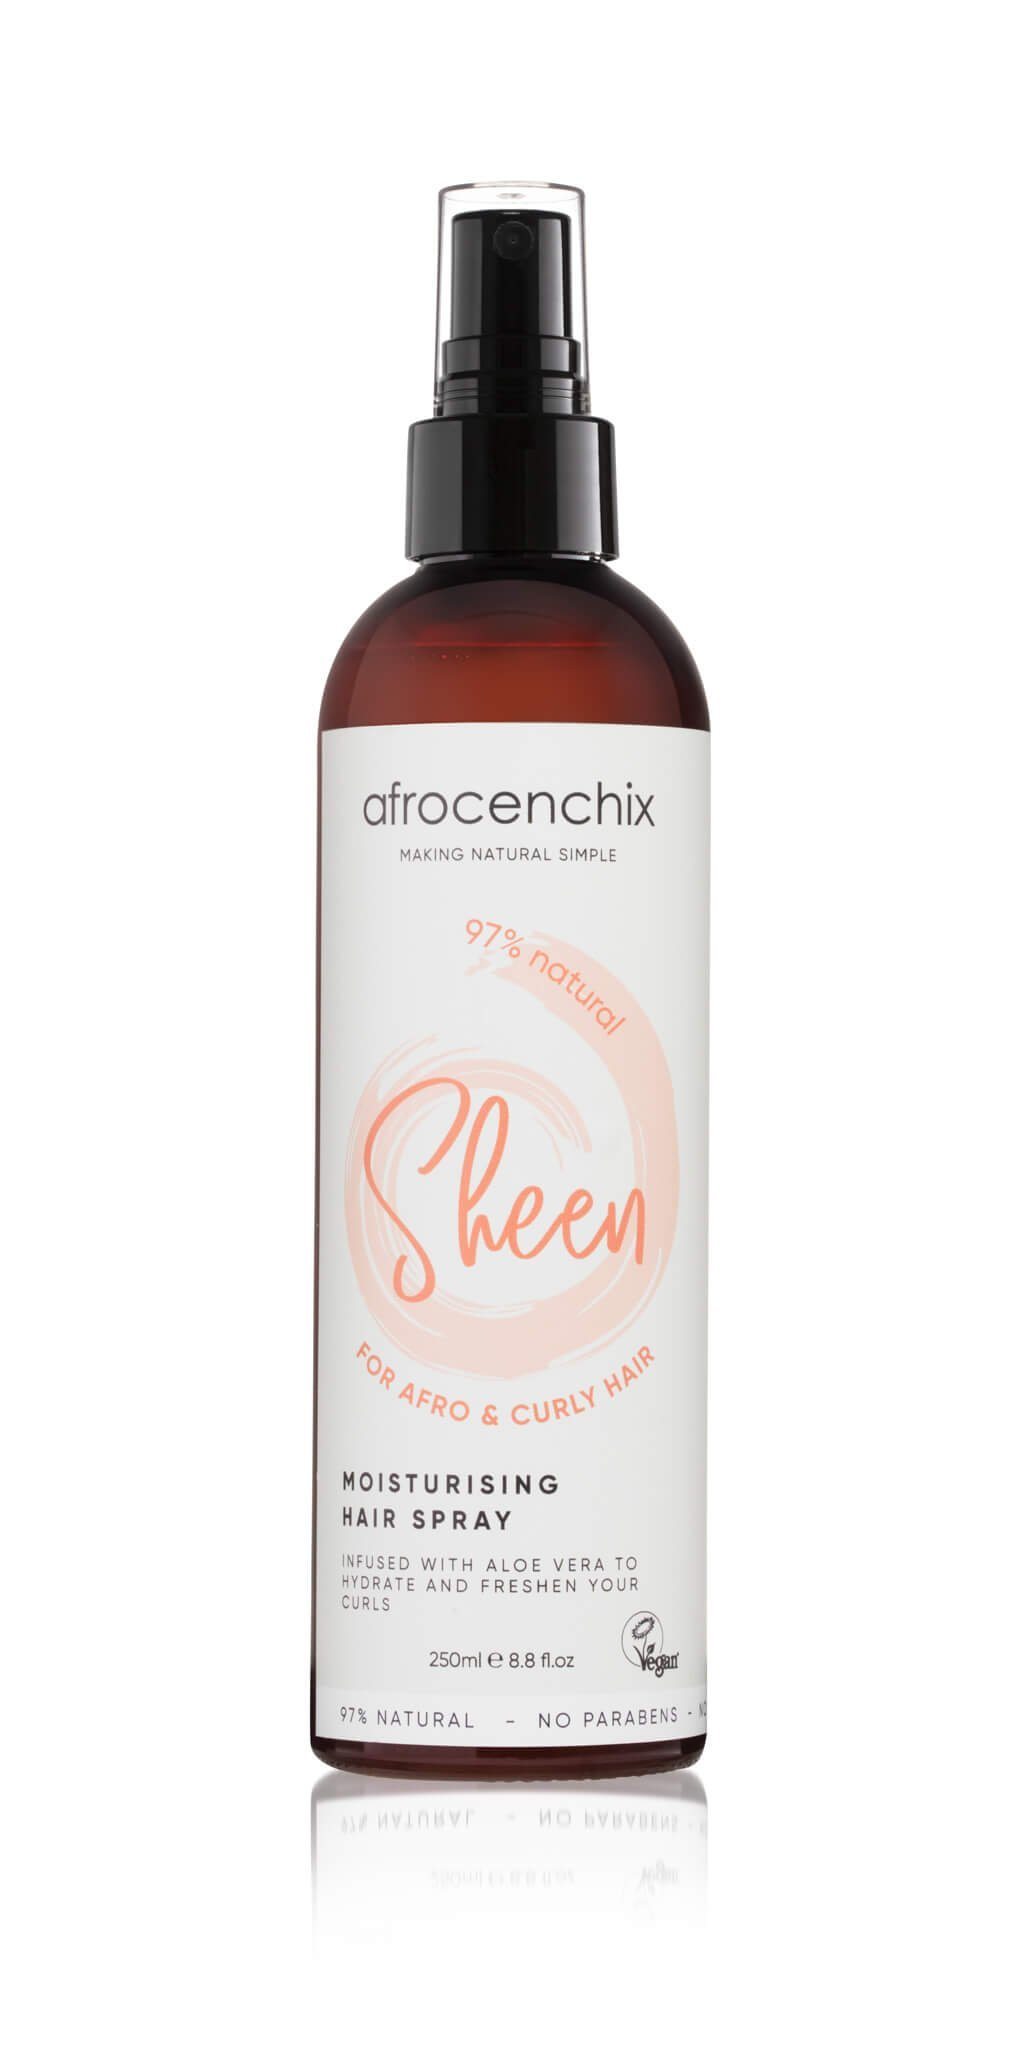 afrocenchix
MAKING NATURAL SIMPLE
97% natural
Sheen
FOR AFRO & CURLY HAIR
MOISTURISING
HAIR SPRAY
INFUSED WITH ALOE VERA TO
HYDRATE AND FRESHEN YOUR
CURLS
250ml ℮ 8.8 fl.oz
Vegan
97% NATURAL - NO PARABENS -